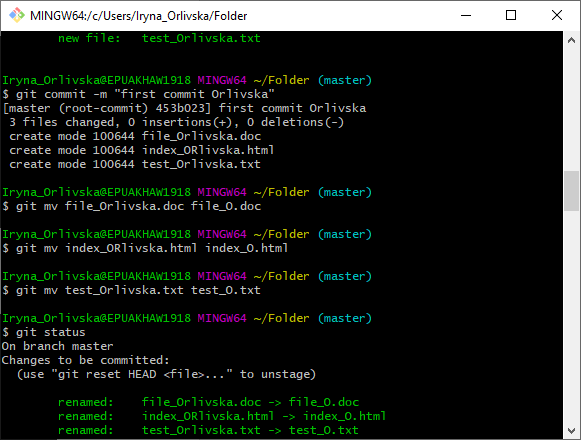 MINGW64:/c/Users/Iryna_Orlivska/Folder
new file: test_Orlivska.txt
Iryna_Orlivska@EPUAKHAW1918 MINGW64 ~/Folder (master)
$ git commit -m "first commit Orlivska"
[master (root-commit) 453b023] first commit Orlivska
3 files changed, 0 insertions(+), 0 deletions(-)
create mode 100644 file_Orlivska.doc
create mode 100644 index_ORlivska.html
create mode 100644 test_Orlivska.txt
Iryna_Orlivska@EPUAKHAW1918 MINGW64 ~/Folder (master)
$ git mv file_Orlivska.doc file_O.doc
Iryna_Orlivska@EPUAKHAW1918 MINGW64 ~/Folder (master)
$ git mv index_ORlivska.html index_O.html
Iryna_Orlivska@EPUAKHAW1918 MINGW64 ~/Folder (master)
$ git mv test_Orlivska.txt test_O.txt
Iryna_Orlivska@EPUAKHAW1918 MINGW64 ~/Folder (master)
$ git status
On branch master
Changes to be committed:
(use "git reset HEAD <file>..." to unstage)
renamed: file_Orlivska.doc -> file_O.doc
renamed: index_ORlivska.html -> index_O.html
renamed: test_Orlivska.txt -> test_O.txt